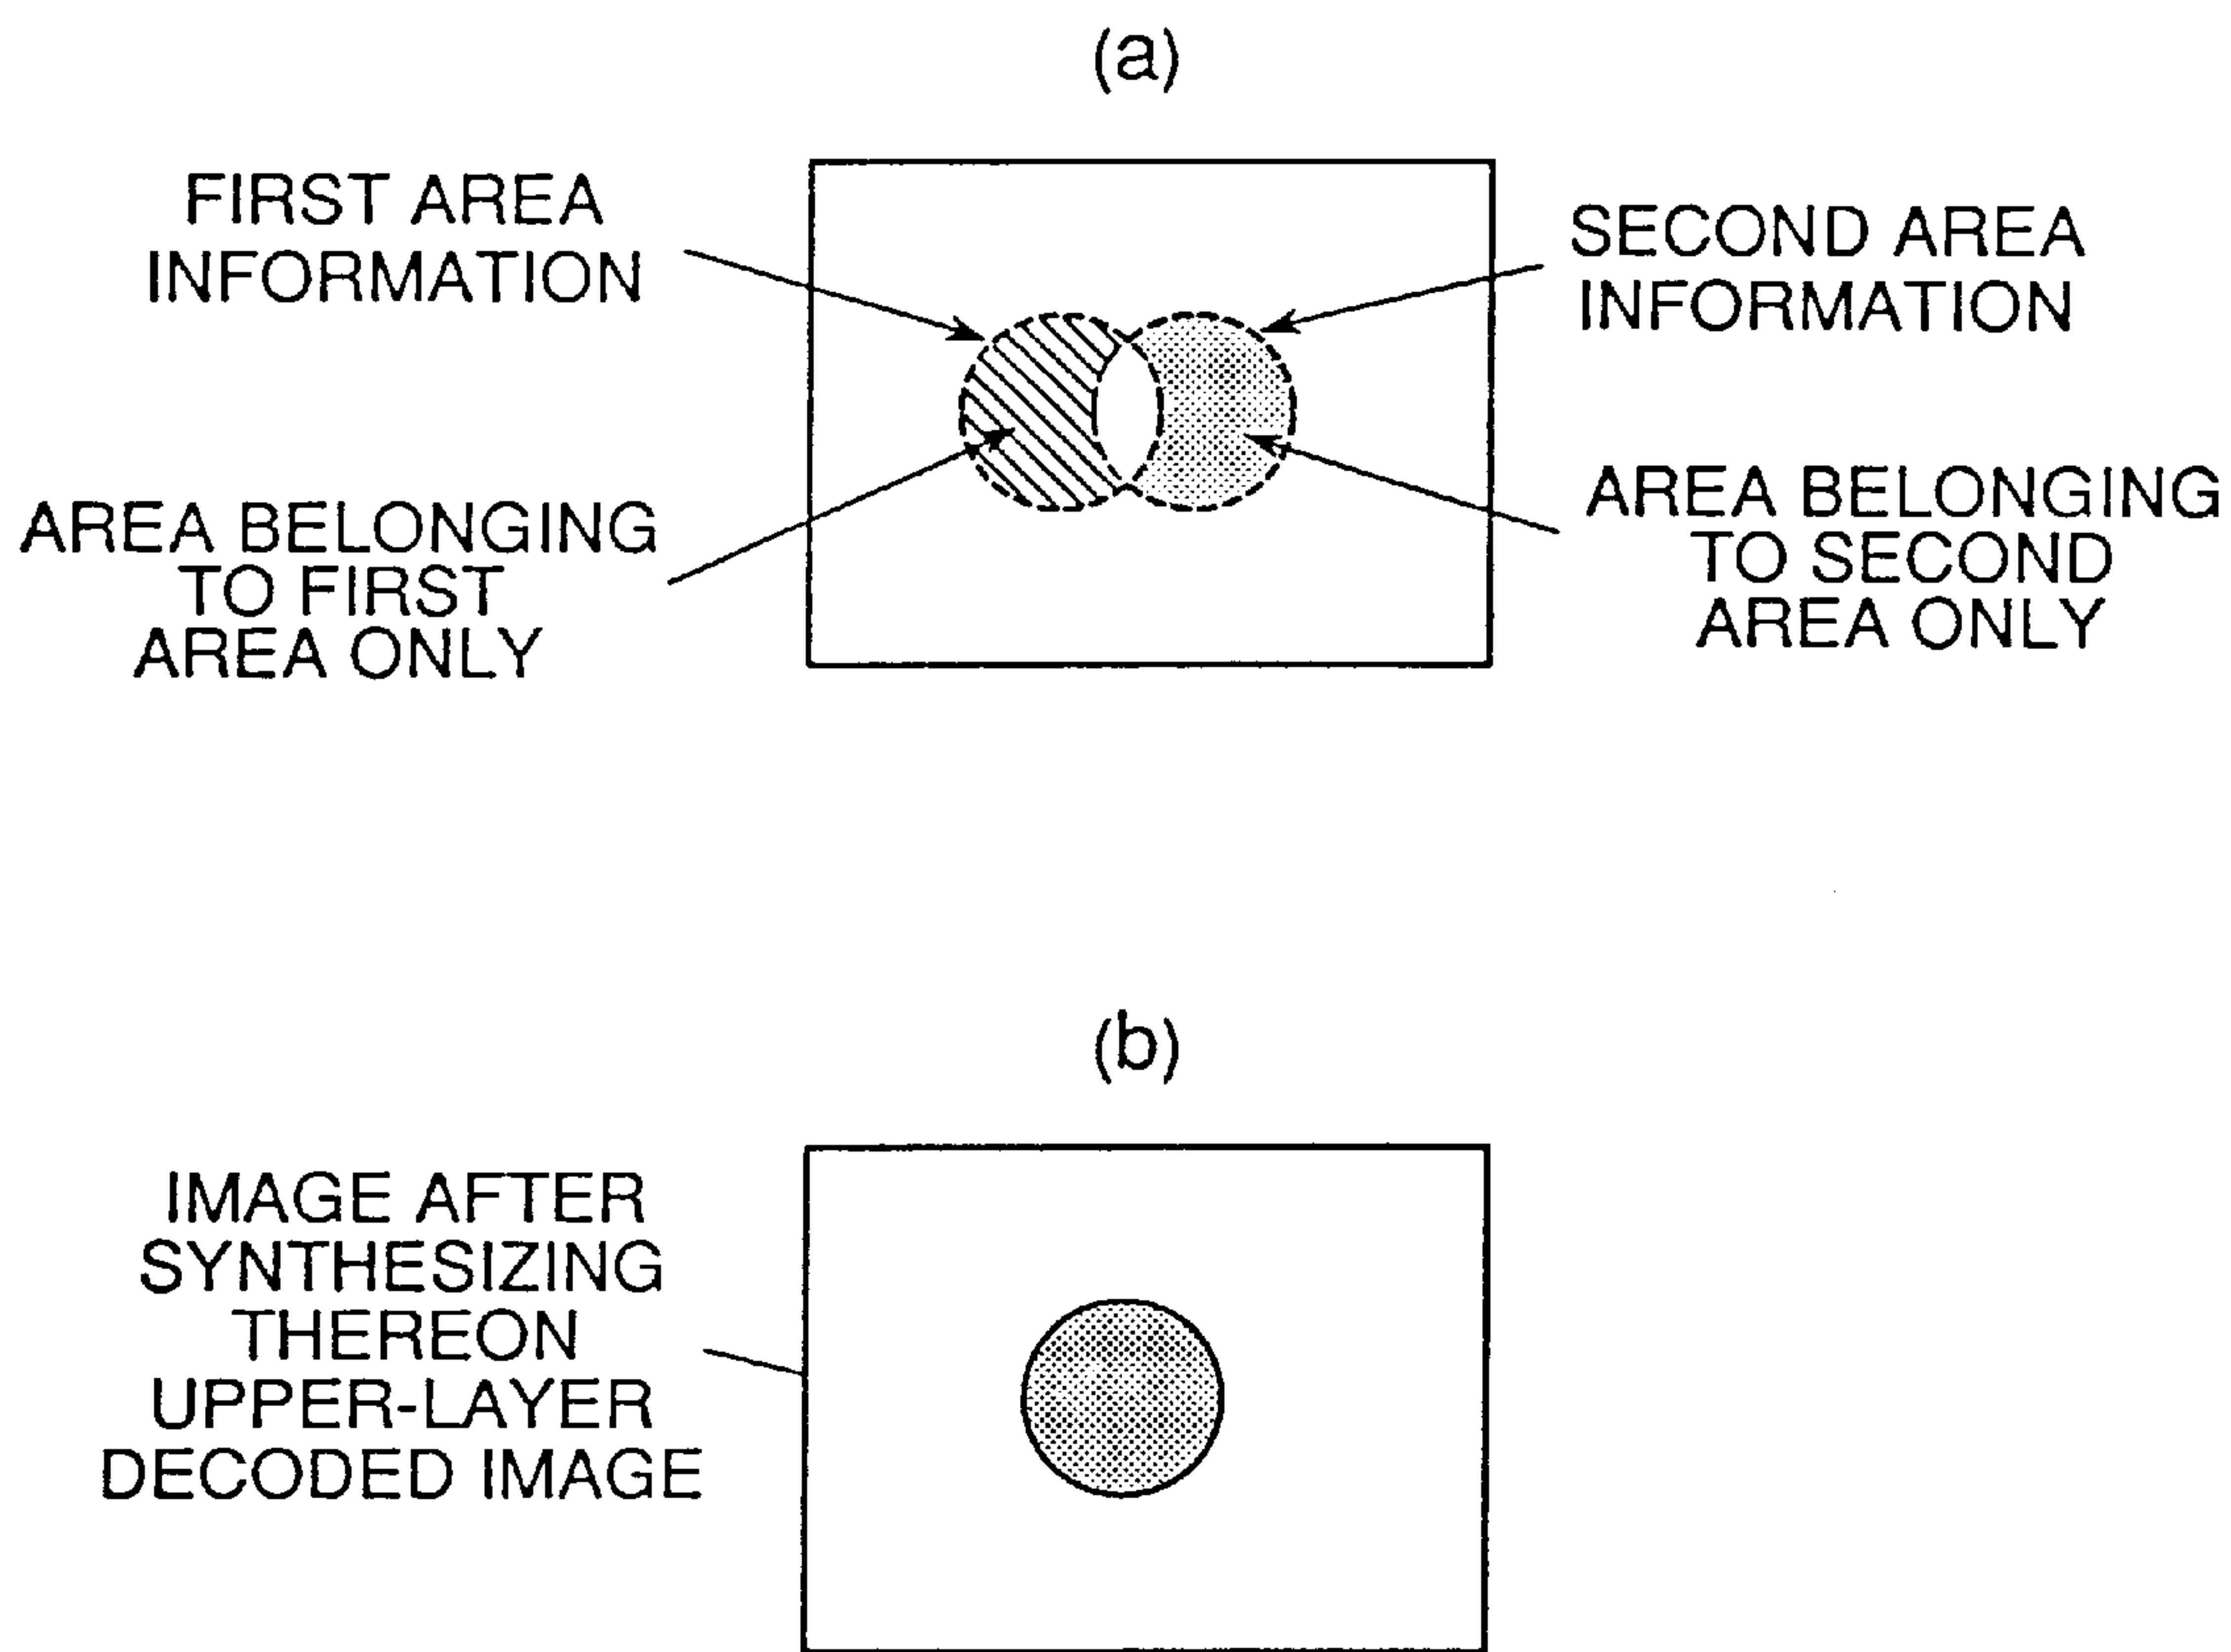 (a)
FIRST AREA
INFORMATION
SECOND AREA
INFORMATION
AREA BELONGING
TO FIRST
AREA ONLY
AREA BELONGING
TO SECOND
AREA ONLY
(b)
IMAGE AFTER
SYNTHESIZING
THEREON
UPPER-LAYER
DECODED IMAGE